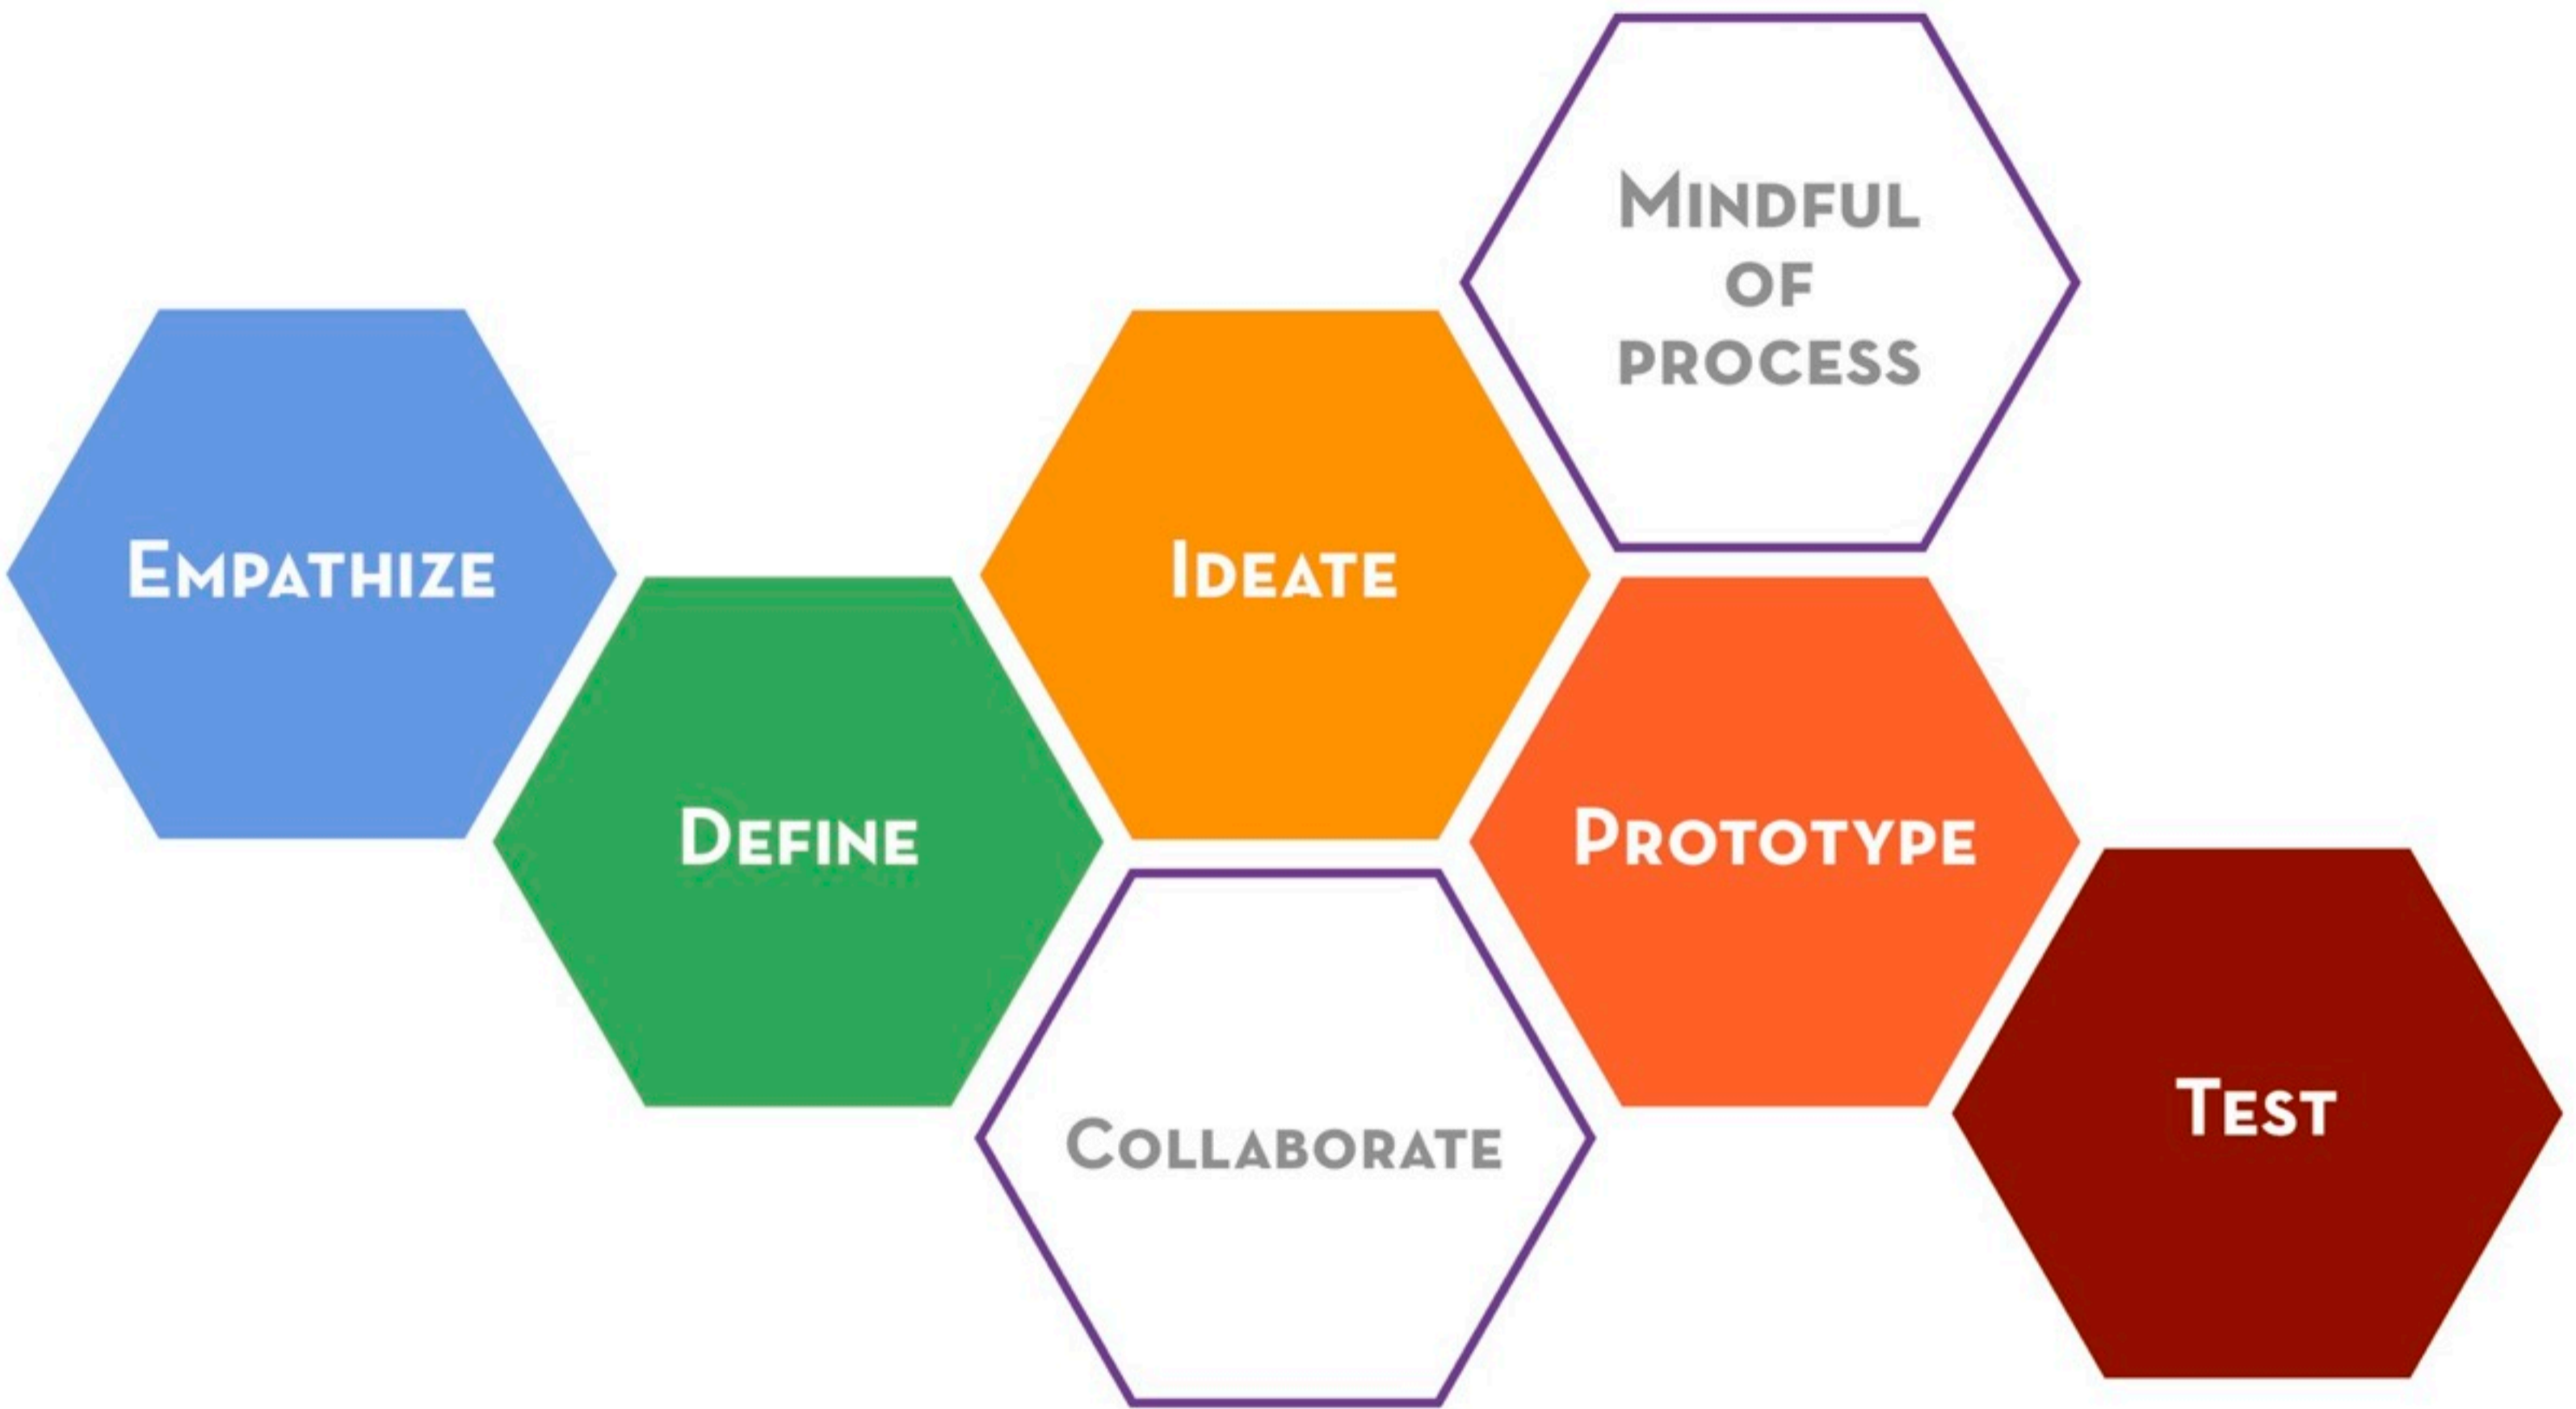 Mindful
of
process
Empathize
Ideate
Define
Prototype
Test
Collaborate